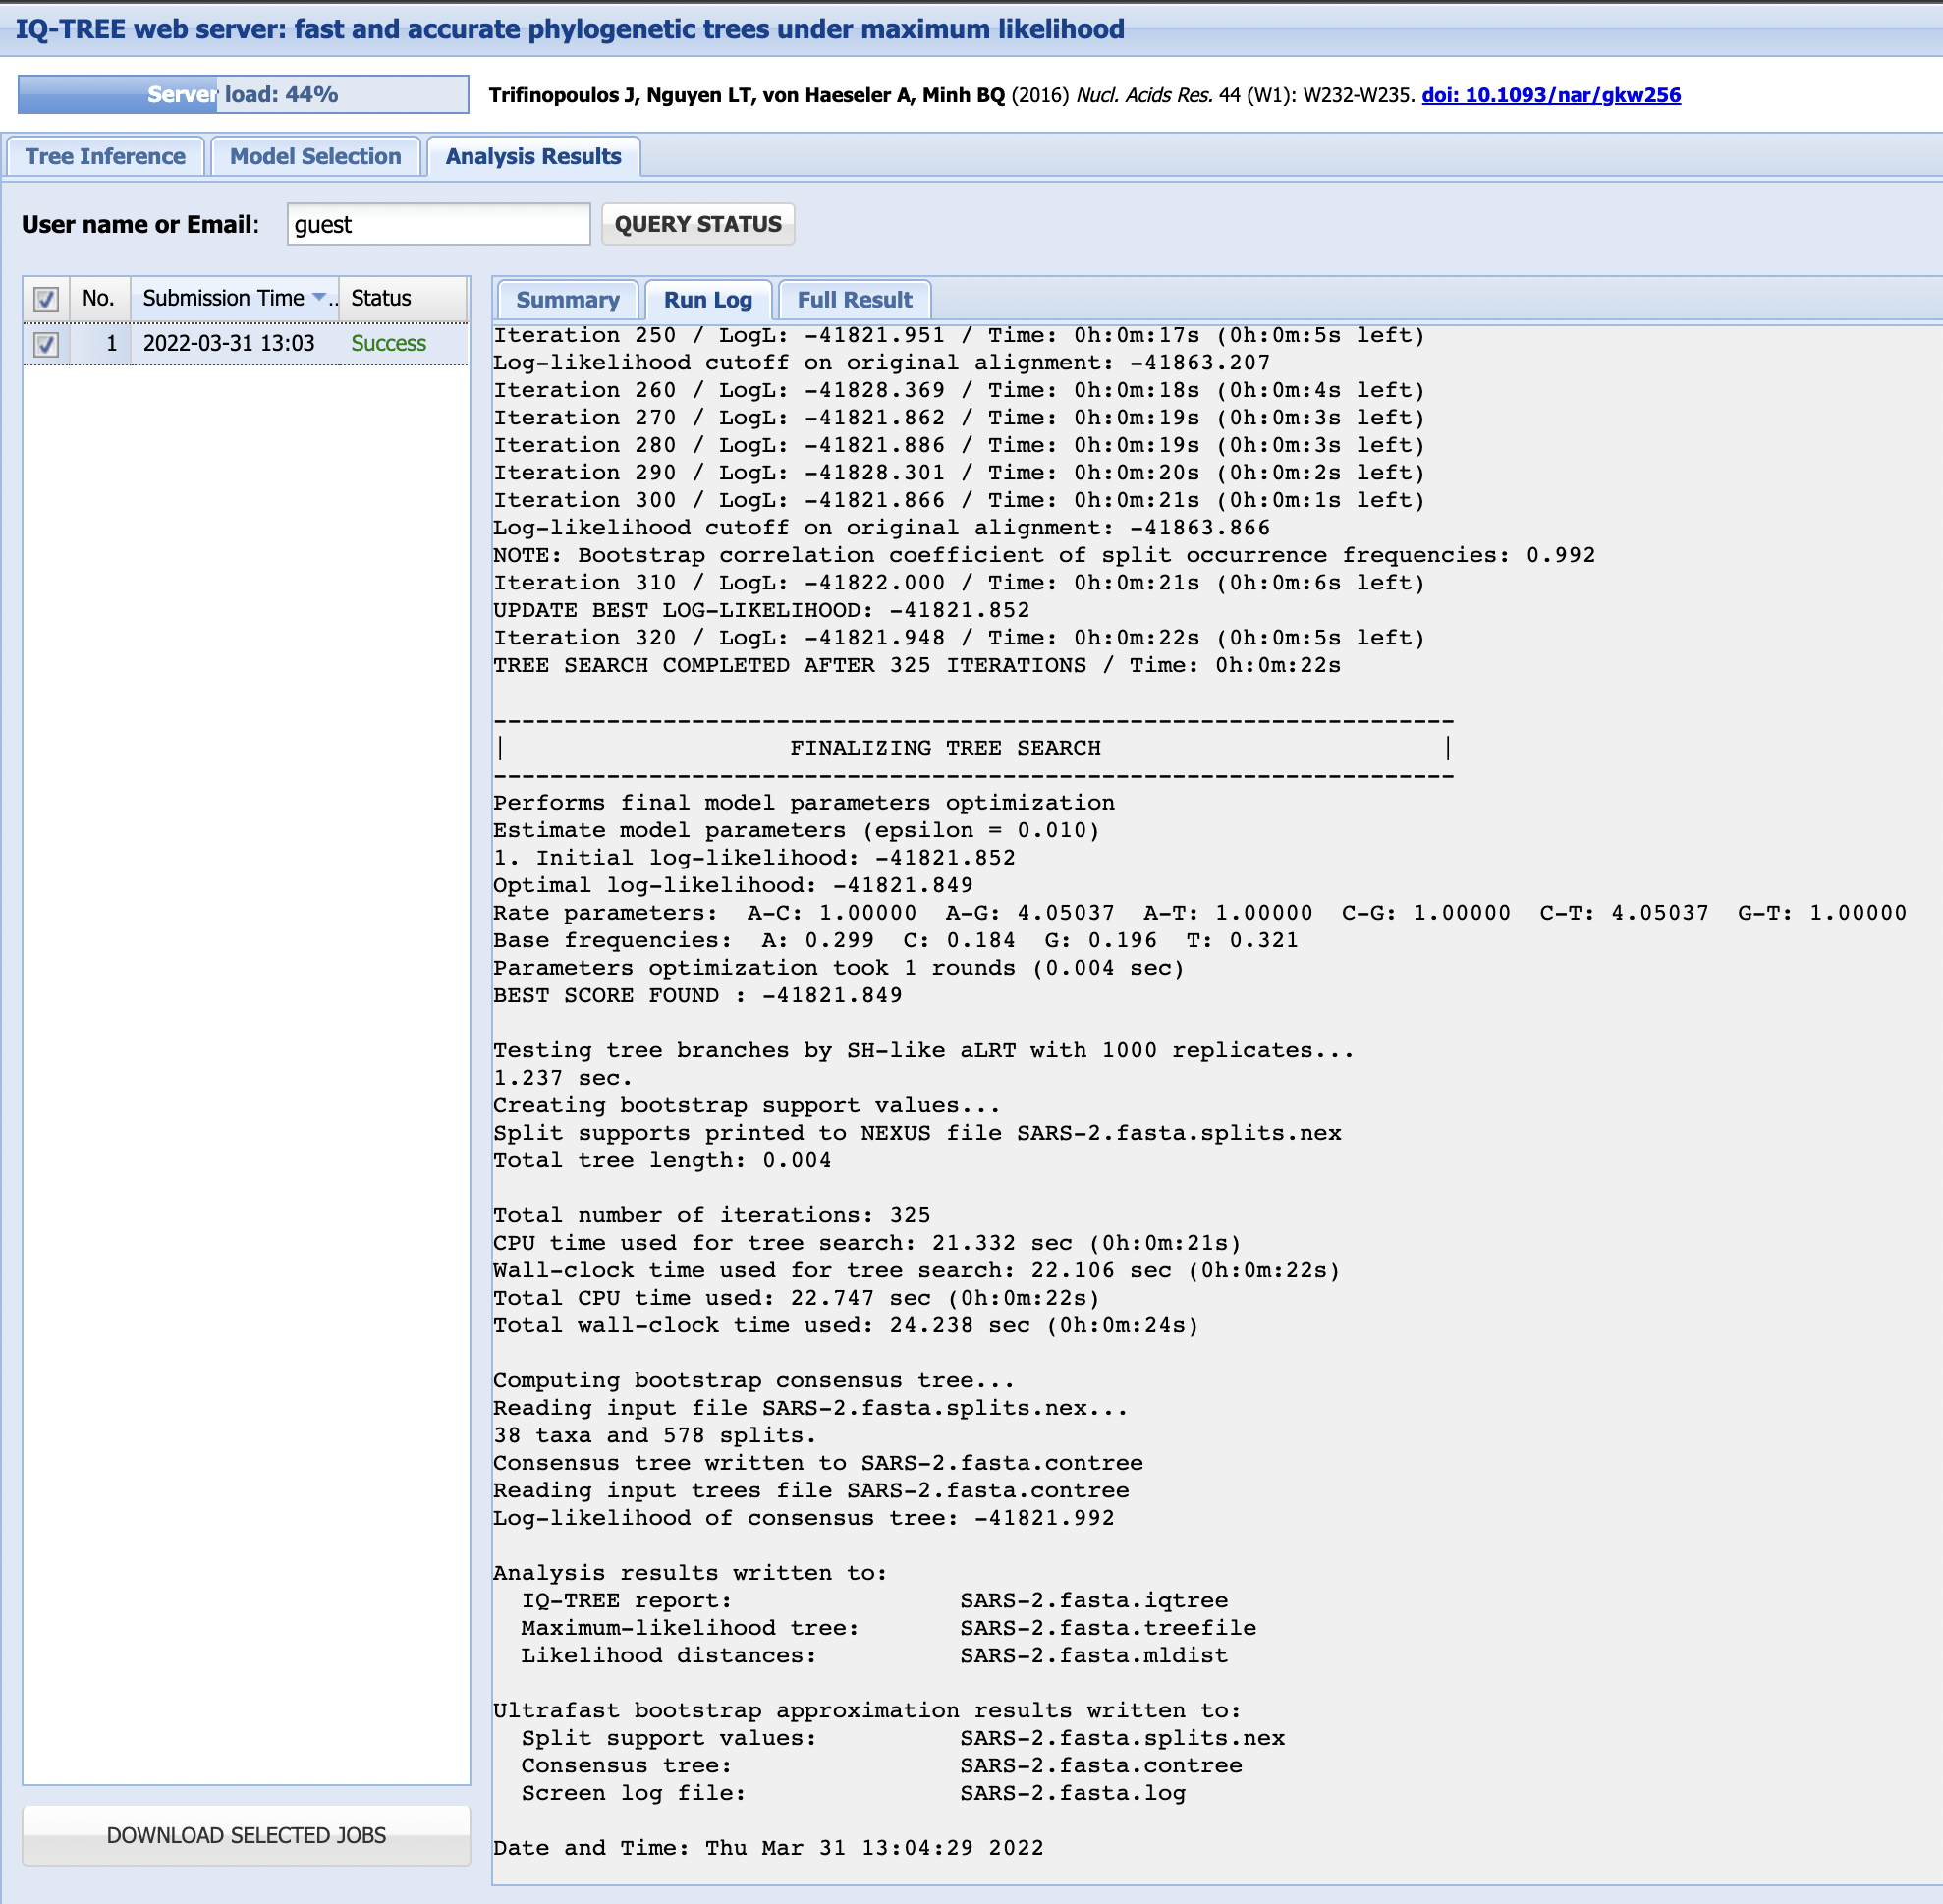 IQ-TREE web server: fast and accurate phylogenetic trees under maximum likelihood
Server load: 44%
Trifinopoulos J, Nguyen LT, von Haeseler A, Minh BQ (2016) Nucl. Acids Res. 44 (W1): W232-W235. doi: 10.1093/nar/gkw256
Tree Inference Model Selection Analysis Results
User name or Email: guest QUERY STATUS
No. Submission Time .. Status
1 2022-03-31 13:03 Success
Summary Run Log Full Result
Iteration 250 / LogL: -41821.951 / Time: 0h:0m:17s (0h:0m:5s left)
Log-likelihood cutoff on original alignment: -41863.207
Iteration 260 / LogL: -41828.369 / Time: 0h:0m:18s (0h:0m:4s left)
Iteration 270 / LogL: -41821.862 / Time: 0h:0m:19s (0h:0m:3s left)
Iteration 280 / LogL: -41821.886 / Time: 0h:0m:19s (0h:0m:3s left)
Iteration 290 / LogL: -41828.301 / Time: 0h:0m:20s (0h:0m:2s left)
Iteration 300 / LogL: -41821.866 / Time: 0h:0m:21s (0h:0m:1s left)
Log-likelihood cutoff on original alignment: -41863.866
NOTE: Bootstrap correlation coefficient of split occurrence frequencies: 0.992
Iteration 310 / LogL: -41822.000 / Time: 0h:0m:21s (0h:0m:6s left)
UPDATE BEST LOG-LIKELIHOOD: -41821.852
Iteration 320 / LogL: -41821.948 / Time: 0h:0m:22s (0h:0m:5s left)
TREE SEARCH COMPLETED AFTER 325 ITERATIONS / Time: 0h:0m:22s
--------------------------------------------------------------------
| FINALIZING TREE SEARCH |
--------------------------------------------------------------------
Performs final model parameters optimization
Estimate model parameters (epsilon = 0.010)
1. Initial log-likelihood: -41821.852
Optimal log-likelihood: -41821.849
Rate parameters: A-C: 1.00000 A-G: 4.05037 A-T: 1.00000 C-G: 1.00000 C-T: 4.05037 G-T: 1.00000
Base frequencies: A: 0.299 C: 0.184 G: 0.196 T: 0.321
Parameters optimization took 1 rounds (0.004 sec)
BEST SCORE FOUND : -41821.849
Testing tree branches by SH-like aLRT with 1000 replicates...
1.237 sec.
Creating bootstrap support values...
Split supports printed to NEXUS file SARS-2.fasta.splits.nex
Total tree length: 0.004
Total number of iterations: 325
CPU time used for tree search: 21.332 sec (0h:0m:21s)
Wall-clock time used for tree search: 22.106 sec (0h:0m:22s)
Total CPU time used: 22.747 sec (0h:0m:22s)
Total wall-clock time used: 24.238 sec (0h:0m:24s)
Computing bootstrap consensus tree...
Reading input file SARS-2.fasta.splits.nex...
38 taxa and 578 splits.
Consensus tree written to SARS-2.fasta.contree
Reading input trees file SARS-2.fasta.contree
Log-likelihood of consensus tree: -41821.992
Analysis results written to:
IQ-TREE report: SARS-2.fasta.iqtree
Maximum-likelihood tree: SARS-2.fasta.treefile
Likelihood distances: SARS-2.fasta.mldist
Ultrafast bootstrap approximation results written to:
Split support values: SARS-2.fasta.splits.nex
Consensus tree: SARS-2.fasta.contree
Screen log file: SARS-2.fasta.log
Date and Time: Thu Mar 31 13:04:29 2022
DOWNLOAD SELECTED JOBS